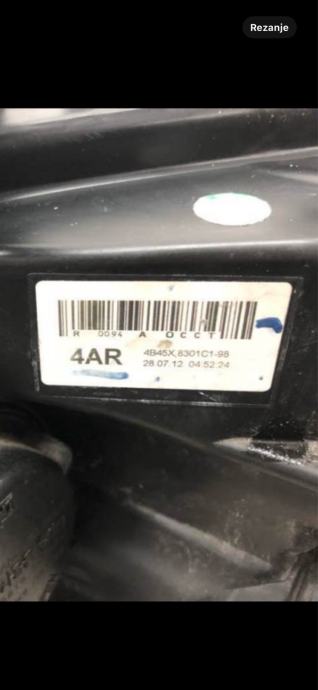 Rezanje
R 0094 A OCCT
4AR
4B45X,8301C1-98
28.07.12 04:52:24